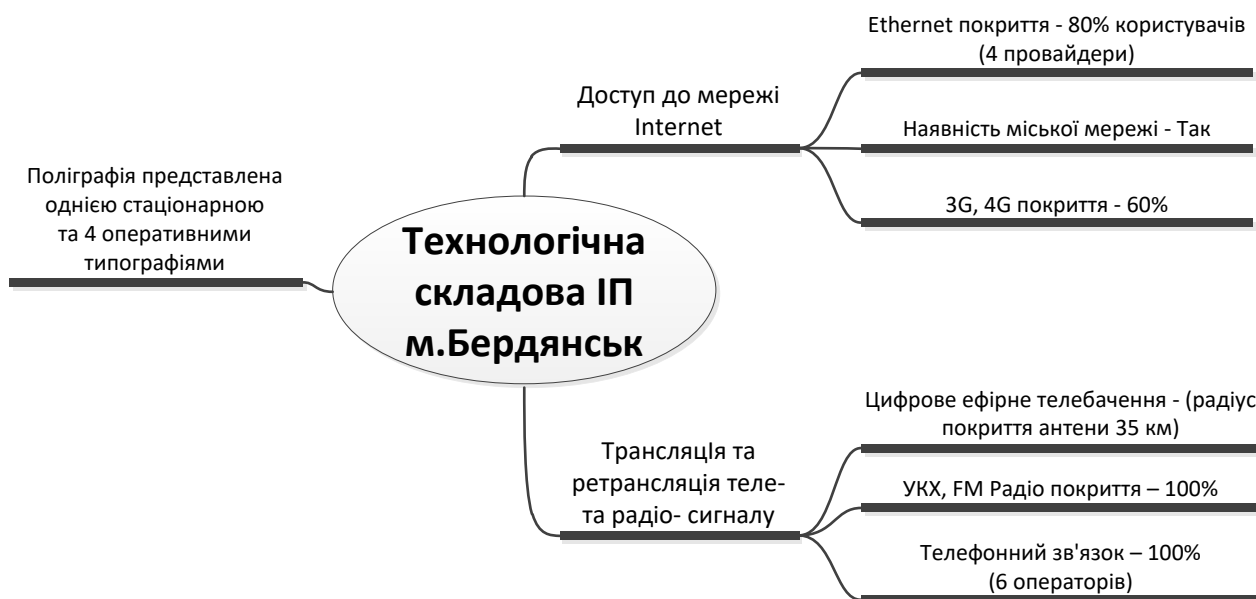 Ethernet покриття - 80% користувачів
(4 провайдери)
Доступ до мережі
Internet
Наявність міської мережі - Так
3G, 4G покриття - 60%
Поліграфія представлена
однією стаціонарною
та 4 оперативними
типографіями
Технологічна
складова ІП
м.Бердянськ
Цифрове ефірне телебачення - (радіус
покриття антени 35 км)
Трансляція та
ретрансляція теле-
та радіо- сигналу
УКХ, FM Радіо покриття – 100%
Телефонний зв'язок – 100%
(6 операторів)